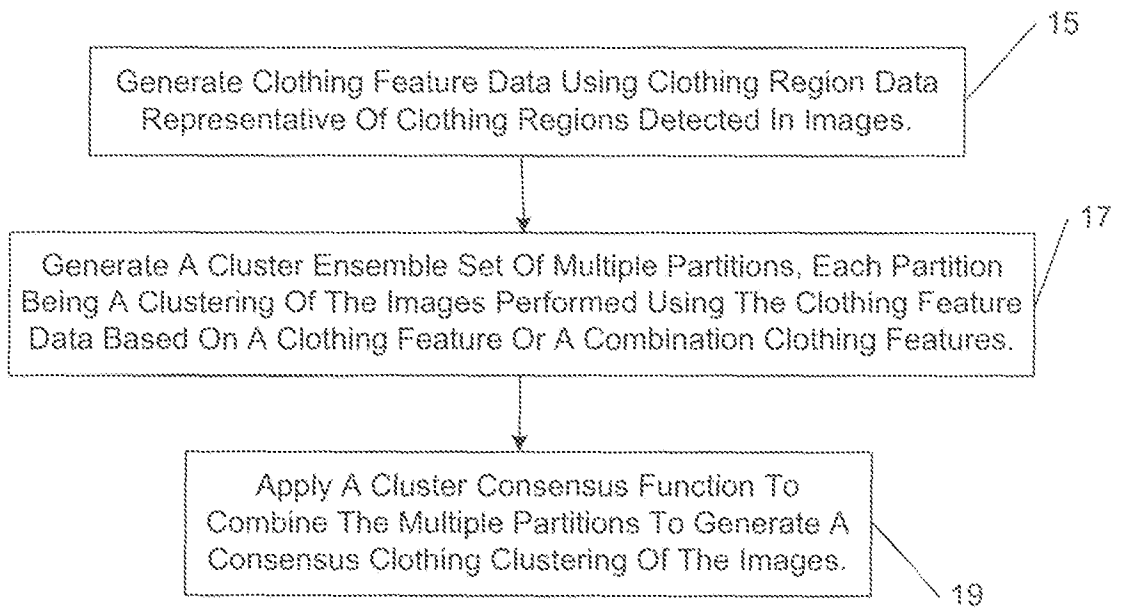 15
Generate Clothing Feature Data Using Clothing Region Data
Representative Of Clothing Regions Detected In Images.
17
Generate A Cluster Ensemble Set Of Multiple Partitions, Each Partition
Being A Clustering Of The Images Performed Using The Clothing Feature
Data Based On A Clothing Feature Or A Combination Clothing Features.
Apply A Cluster Consensus Function To
Combine The Multiple Partitions To Generate A
Consensus Clothing Clustering Of The Images.
19